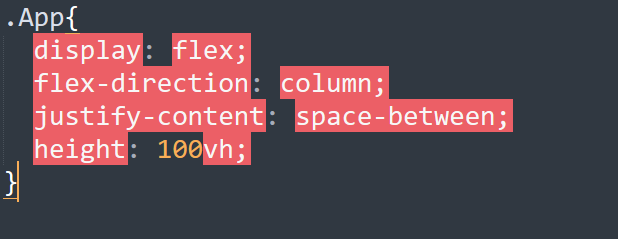 .App{
display: flex;
flex-direction: column;
justify-content: space-between;
height: 100vh;
}